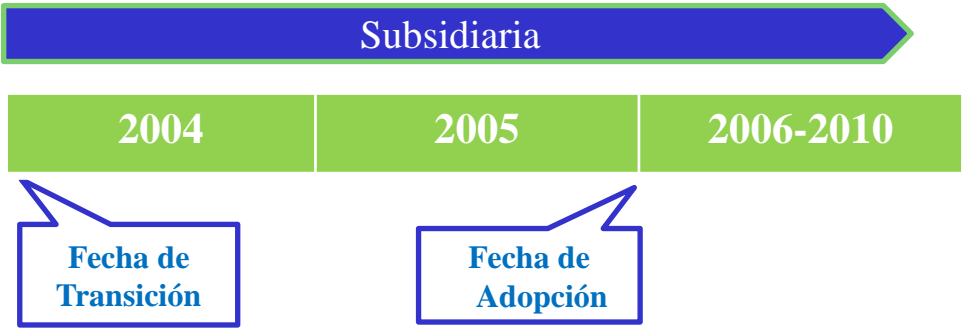 Subsidiaria
2004 2005 2006-2010
Fecha de
Transición
Fecha de
Adopción